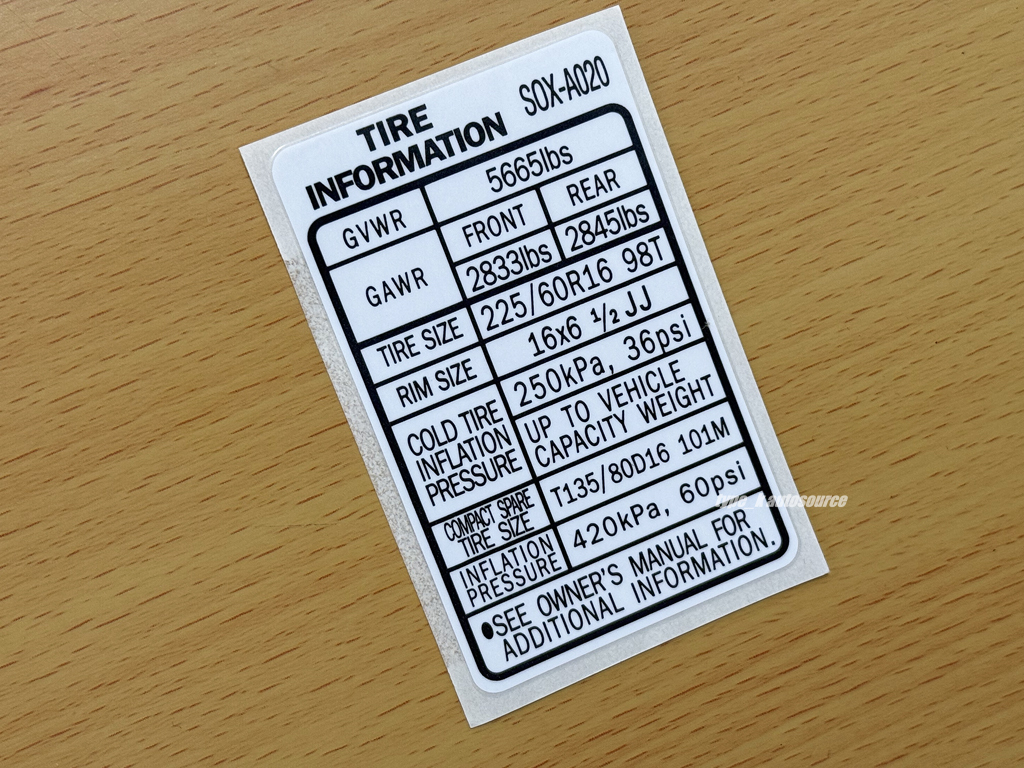 TIRE
INFORMATION SOX-A020
GVWR 5665lbs
GAWR FRONT REAR
2833lbs 2845lbs
TIRE SIZE 225/60R16 98T
RIM SIZE 16x6 ½ JJ
COLD TIRE
INFLATION
PRESSURE
250kPa, 36psi
UP TO VEHICLE
CAPACITY WEIGHT
COMPACT SPARE
TIRE SIZE
T135/80D16 101M
INFLATION
PRESSURE
420kPa, 60psi
●SEE OWNER'S MANUAL FOR
ADDITIONAL INFORMATION.
autosource